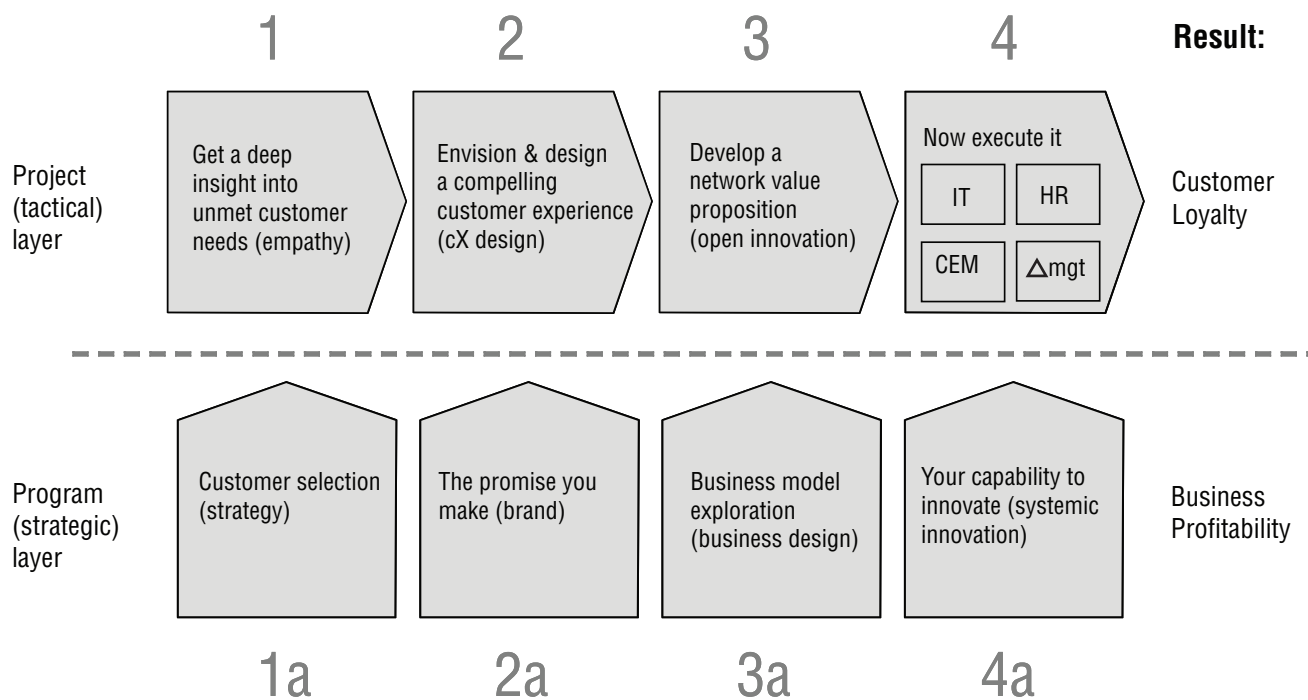 1
2
3
4
Result:
Project
(tactical)
layer
Get a deep
insight into
unmet customer
needs (empathy)
Envision & design
a compelling
customer experience
(cX design)
Develop a
network value
proposition
(open innovation)
Now execute it
IT
HR
CEM
Δmgt
Customer
Loyalty
Program
(strategic)
layer
Customer selection
(strategy)
The promise you
make (brand)
Business model
exploration
(business design)
Your capability to
innovate (systemic
innovation)
Business
Profitability
1a
2a
3a
4a